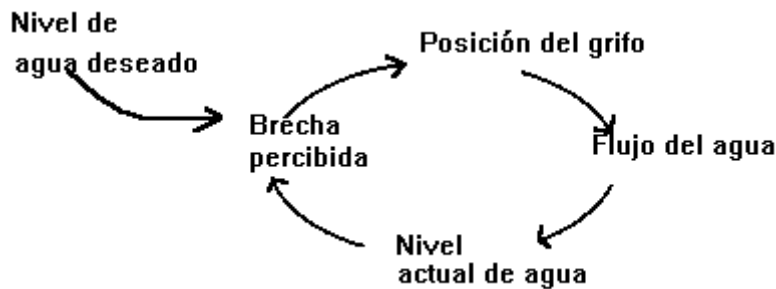 Nivel de
agua deseado
Posición del grifo
Brecha
percibida
Flujo del agua
Nivel
actual de agua